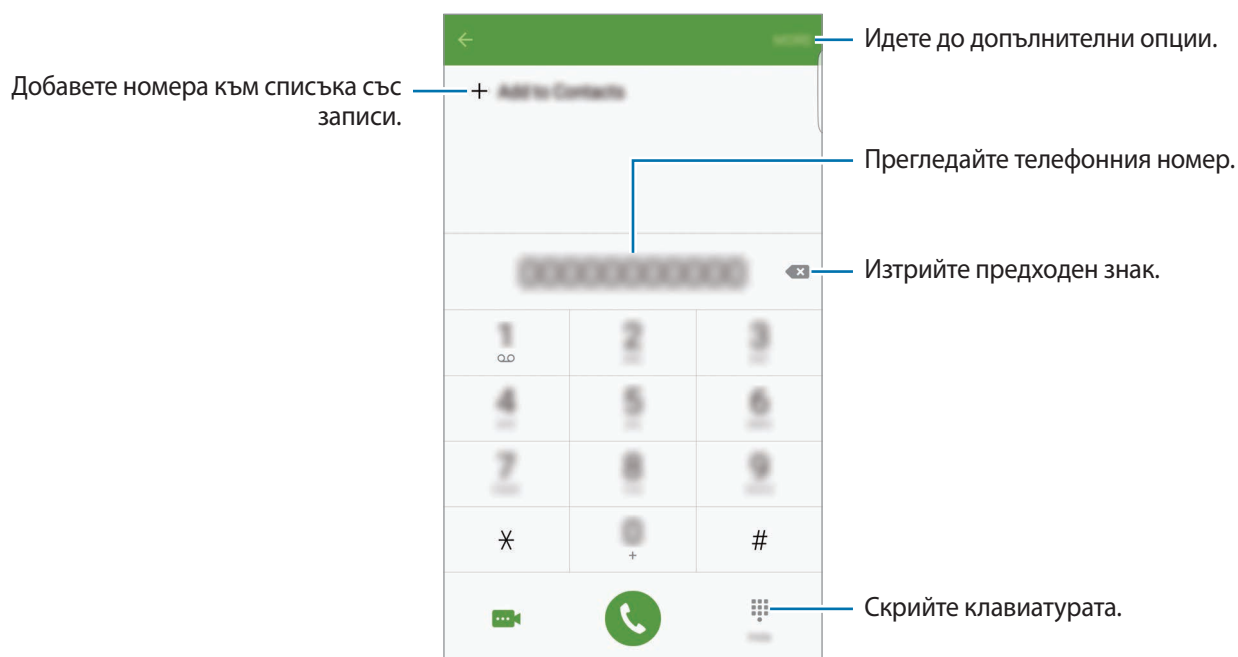 Идете до допълнителни опции.
Добавете номера към списъка със
записи.
+ Add to Contacts
Прегледайте телефонния номер.
Изтрийте предходен знак.
1 2 3
4 5 6
7 8 9
* 0 #
+
Скрийте клавиатурата.